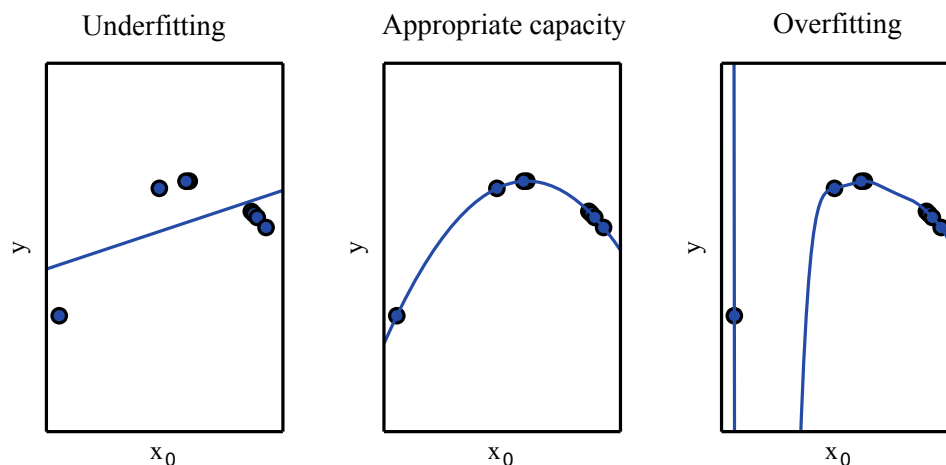 Underfitting
Appropriate capacity
Overfitting
y
x0
y
x0
y
x0